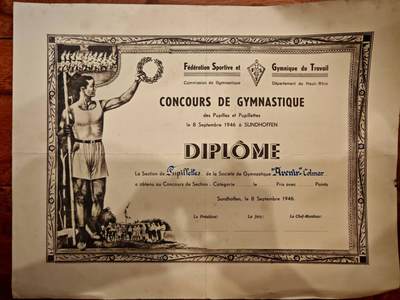 Fédération Sportive et Gymnique du Travail
Commission de Gymnastique Département du Haut-Rhin
CONCOURS DE GYMNASTIQUE
des Pupilles et Pupillettes
le 8 Septembre 1946 à SUNDHOFFEN
DIPLÔME
La Section de Pupillettes de la Société de Gymnastique "Avenir" Colmar
a obtenu au Concours de Section - Catégorie le Prix avec Points
Sundhoffen, le 8 Septembre 1946.
Le Président: Le Jury: Le Chef-Moniteur: